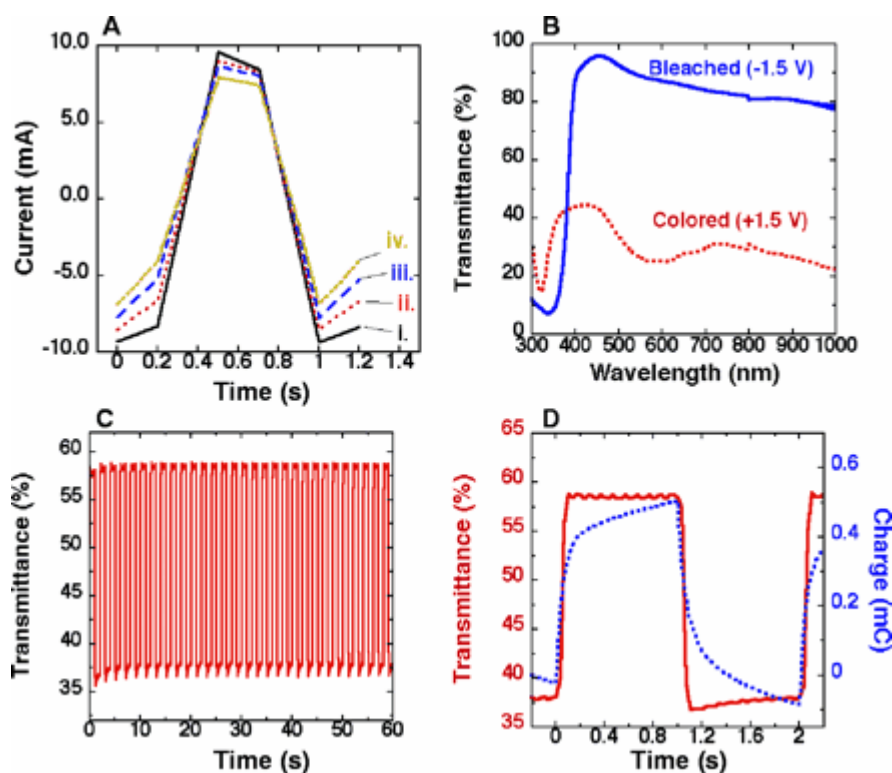 A
10.0
5.0
0.0
-5.0
-10.0
Current (mA)
iv.
iii.
ii.
i.
0 0.2 0.4 0.6 0.8 1 1.2 1.4
Time (s)
B
100
80
60
40
20
0
Transmittance (%)
Bleached (-1.5 V)
Colored (+1.5 V)
300 400 500 600 700 800 900 1000
Wavelength (nm)
C
60
55
50
45
40
35
Transmittance (%)
0 10 20 30 40 50 60
Time (s)
D
65
60
55
50
45
40
35
Transmittance (%)
0.6
0.4
0.2
0
Charge (mC)
0 0.4 0.8 1.2 1.6 2
Time (s)